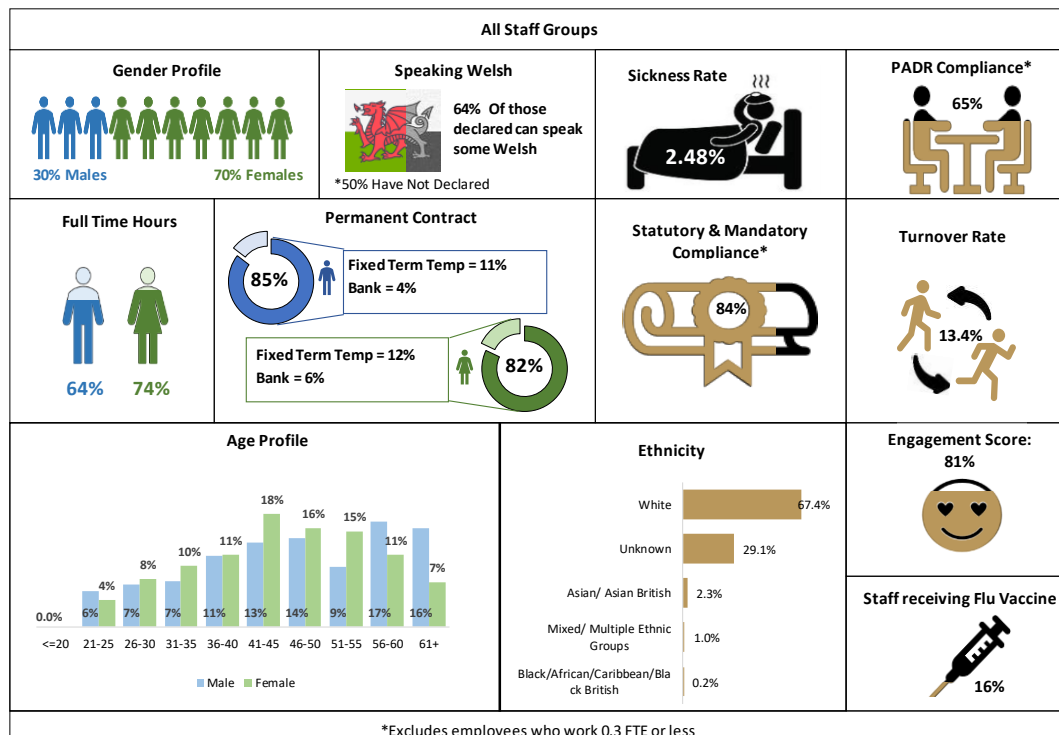 All Staff Groups
Gender Profile
30% Males
70% Females
Speaking Welsh
64% Of those
declared can speak
some Welsh
*50% Have Not Declared
Sickness Rate
2.48%
PADR Compliance*
65%
Full Time Hours
64%
74%
Permanent Contract
85%
Fixed Term Temp = 11%
Bank = 4%
Fixed Term Temp = 12%
Bank = 6%
82%
Statutory & Mandatory
Compliance*
84%
Turnover Rate
13.4%
Age Profile
18%
16%
15%
11%
11%
10%
8%
7%
4%
0.0%
6%
7%
7%
11%
13%
14%
9%
17%
16%
<=20
21-25
26-30
31-35
36-40
41-45
46-50
51-55
56-60
61+
Male
Female
Ethnicity
White
67.4%
Unknown
29.1%
Asian/ Asian British
2.3%
Mixed/ Multiple Ethnic
Groups
1.0%
Black/African/Caribbean/Bla
ck British
0.2%
Engagement Score:
81%
Staff receiving Flu Vaccine
16%
*Excludes employees who work 0.3 FTE or less